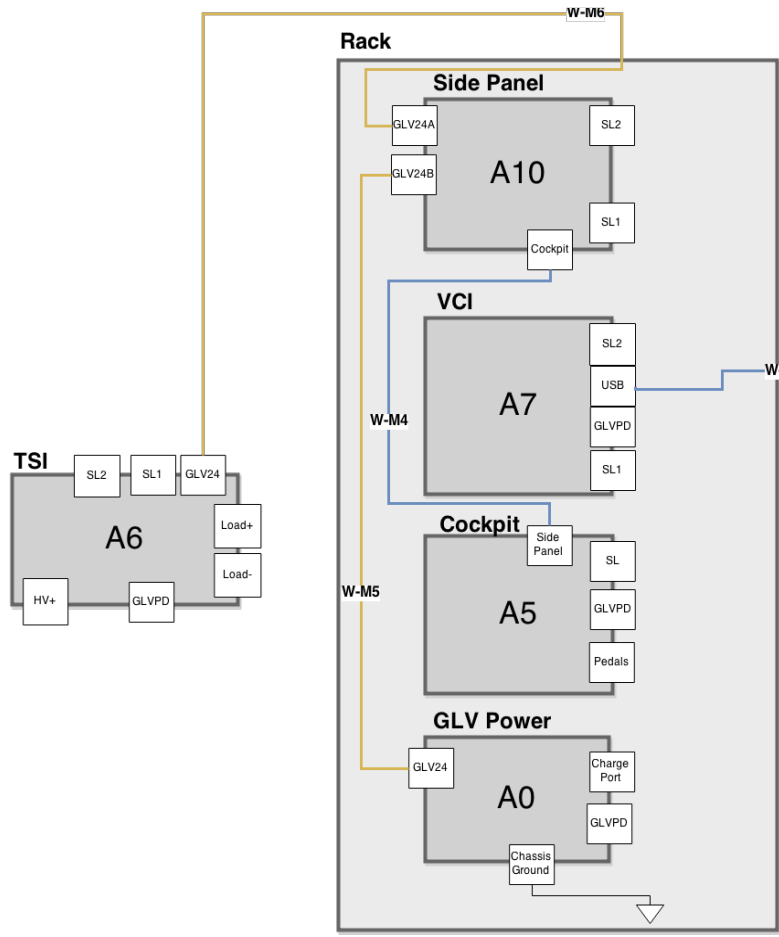 W-M6
Rack
Side Panel
GLV24A
SL2
A10
GLV24B
SL1
Cockpit
VCI
SL2
USB
W-
A7
W-M4
GLVPD
SL1
TSI
SL2
SL1
GLV24
Load+
A6
Load-
HV+
GLVPD
Cockpit
Side
Panel
SL
W-M5
GLVPD
A5
Pedals
GLV Power
GLV24
Charge
Port
A0
GLVPD
Chassis
Ground